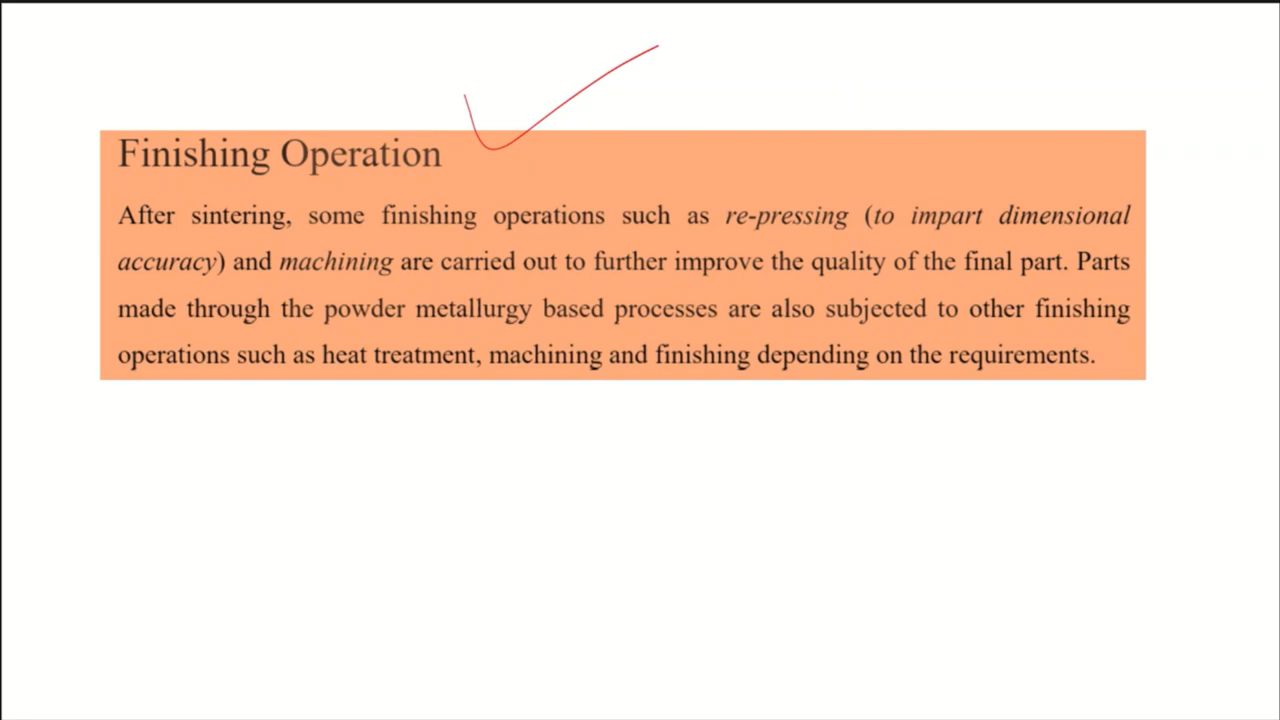 Finishing Operation
After sintering, some finishing operations such as re-pressing (to impart dimensional
accuracy) and machining are carried out to further improve the quality of the final part. Parts
made through the powder metallurgy based processes are also subjected to other finishing
operations such as heat treatment, machining and finishing depending on the requirements.